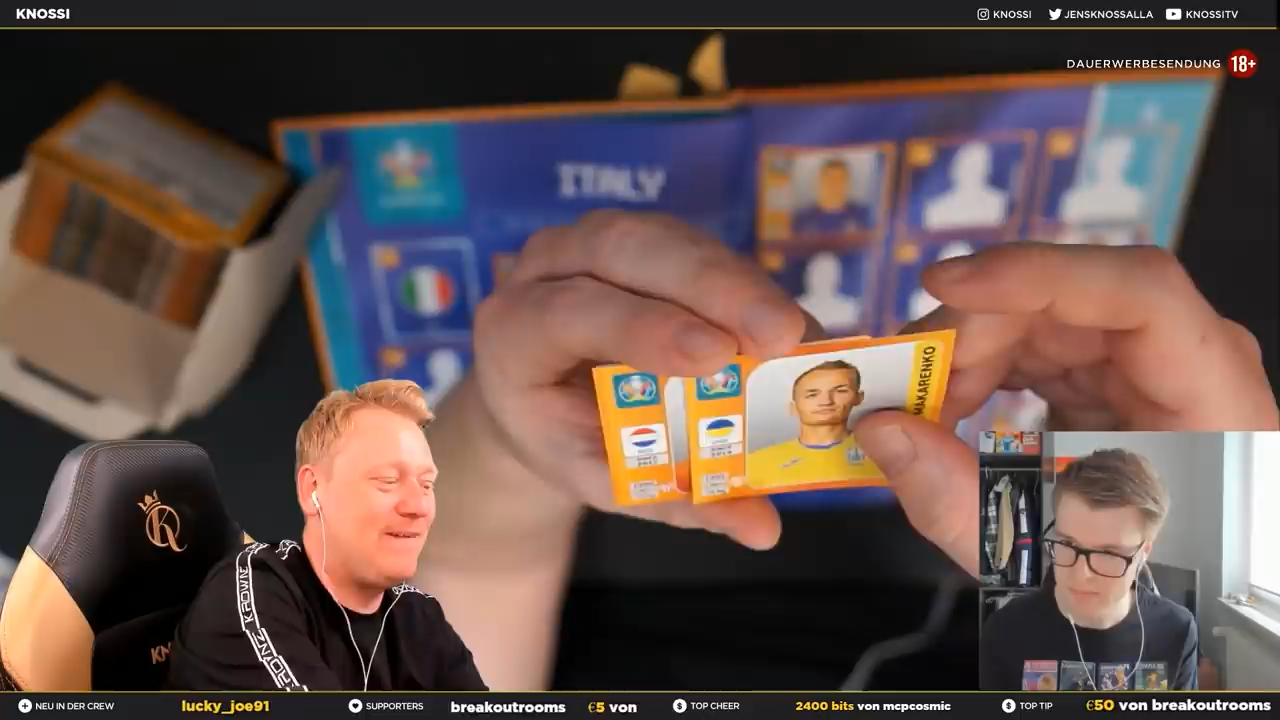 KNOSSI
KNOSSI
JENSKNOSSALLA
KNOSSITV
DAUERWERBESENDUNG 18+
ITALY
MAKARENKO
K
KN
NEU IN DER CREW
lucky_joe91
SUPPORTERS
breakoutrooms
€5 von
TOP CHEER
2400 bits von mcpcosmic
TOP TIP
€50 von breakoutrooms